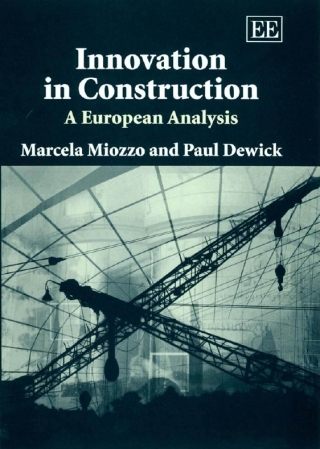 EE
Innovation
in Construction
A European Analysis
Marcela Miozzo and Paul Dewick